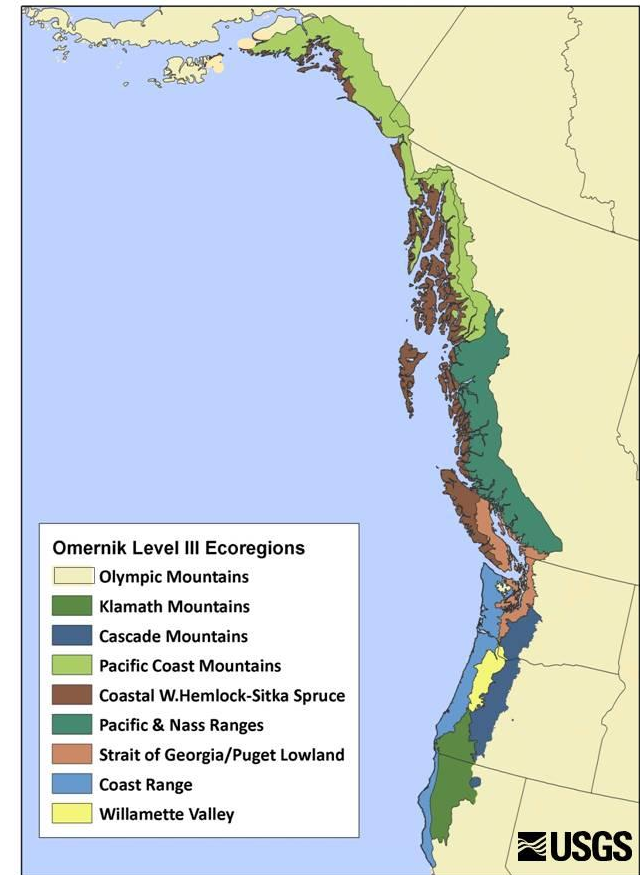 Omernik Level III Ecoregions
Olympic Mountains
Klamath Mountains
Cascade Mountains
Pacific Coast Mountains
Coastal W.Hemlock-Sitka Spruce
Pacific & Nass Ranges
Strait of Georgia/Puget Lowland
Coast Range
Willamette Valley
USGS